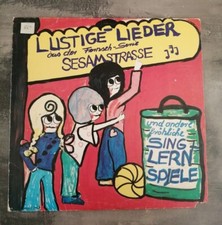 LUSTIGE LIEDER
aus der Fernseh-Serie
SESAMSTRASSE
und andere
fröhliche
SING
LERN
SPIELE